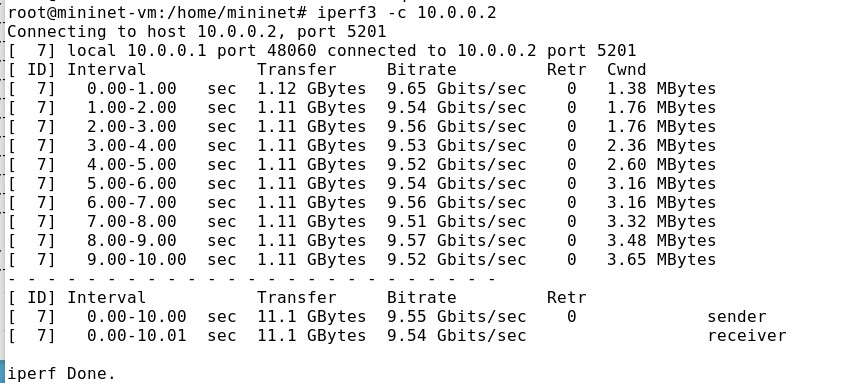 root@mininet-vm:/home/mininet# iperf3 -c 10.0.0.2
Connecting to host 10.0.0.2, port 5201
[  7] local 10.0.0.1 port 48060 connected to 10.0.0.2 port 5201
[ ID] Interval           Transfer     Bitrate         Retr  Cwnd
[  7]   0.00-1.00   sec  1.12 GBytes  9.65 Gbits/sec    0   1.38 MBytes
[  7]   1.00-2.00   sec  1.11 GBytes  9.54 Gbits/sec    0   1.76 MBytes
[  7]   2.00-3.00   sec  1.11 GBytes  9.56 Gbits/sec    0   1.76 MBytes
[  7]   3.00-4.00   sec  1.11 GBytes  9.53 Gbits/sec    0   2.36 MBytes
[  7]   4.00-5.00   sec  1.11 GBytes  9.52 Gbits/sec    0   2.60 MBytes
[  7]   5.00-6.00   sec  1.11 GBytes  9.54 Gbits/sec    0   3.16 MBytes
[  7]   6.00-7.00   sec  1.11 GBytes  9.56 Gbits/sec    0   3.16 MBytes
[  7]   7.00-8.00   sec  1.11 GBytes  9.51 Gbits/sec    0   3.32 MBytes
[  7]   8.00-9.00   sec  1.11 GBytes  9.57 Gbits/sec    0   3.48 MBytes
[  7]   9.00-10.00  sec  1.11 GBytes  9.52 Gbits/sec    0   3.65 MBytes
- - - - - - - - - - - - - - - - - - - - - - - - -
[ ID] Interval           Transfer     Bitrate         Retr
[  7]   0.00-10.00  sec  11.1 GBytes  9.55 Gbits/sec    0             sender
[  7]   0.00-10.01  sec  11.1 GBytes  9.54 Gbits/sec                  receiver
iperf Done.